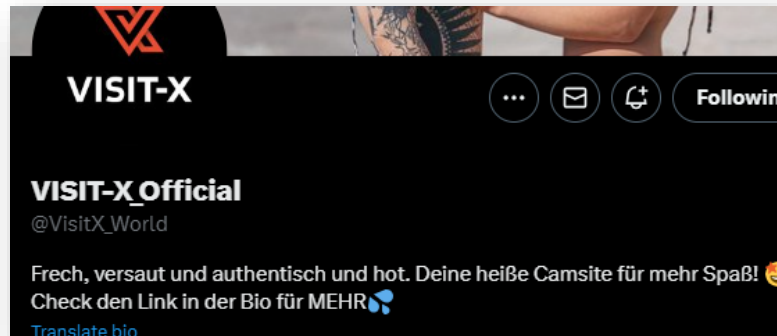 VISIT-X
Followin
VISIT-X_Official
@VisitX_World
Frech, versaut und authentisch und hot. Deine heiße Camsite für mehr Spaß! 🤩
Check den Link in der Bio für MEHR💦
Translate bio